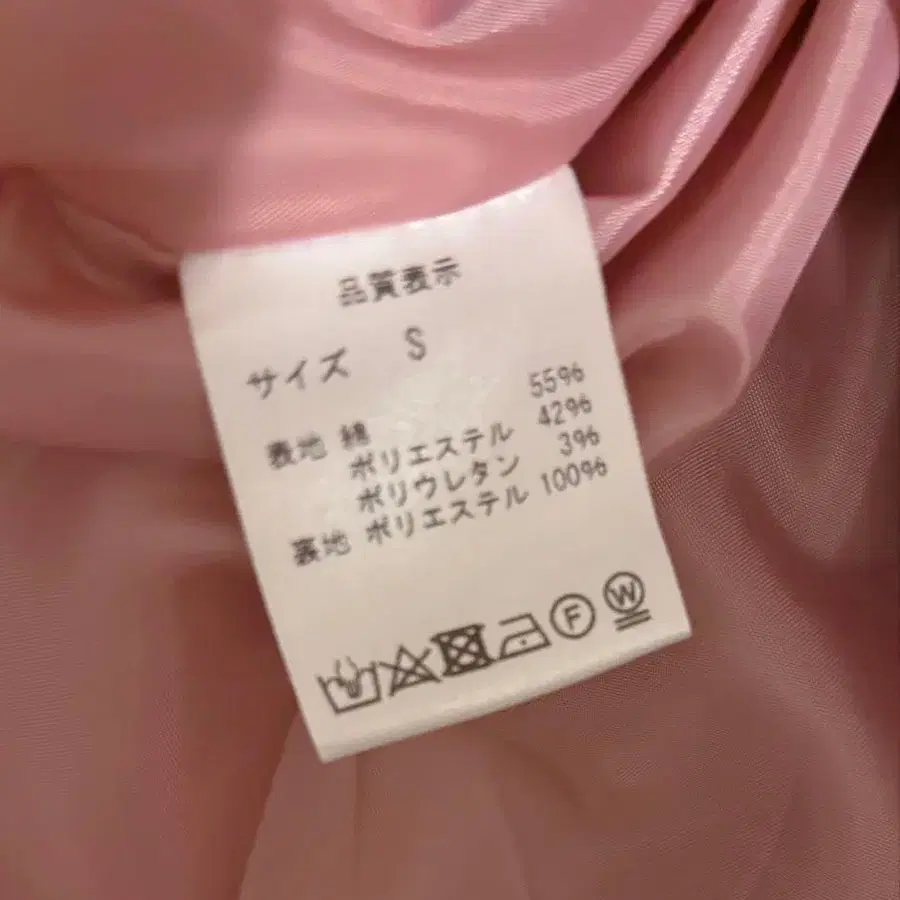 品質表示
サイズ S
表地 綿 55%
ポリエステル 42%
ポリウレタン 3%
裏地 ポリエステル 100%
F W